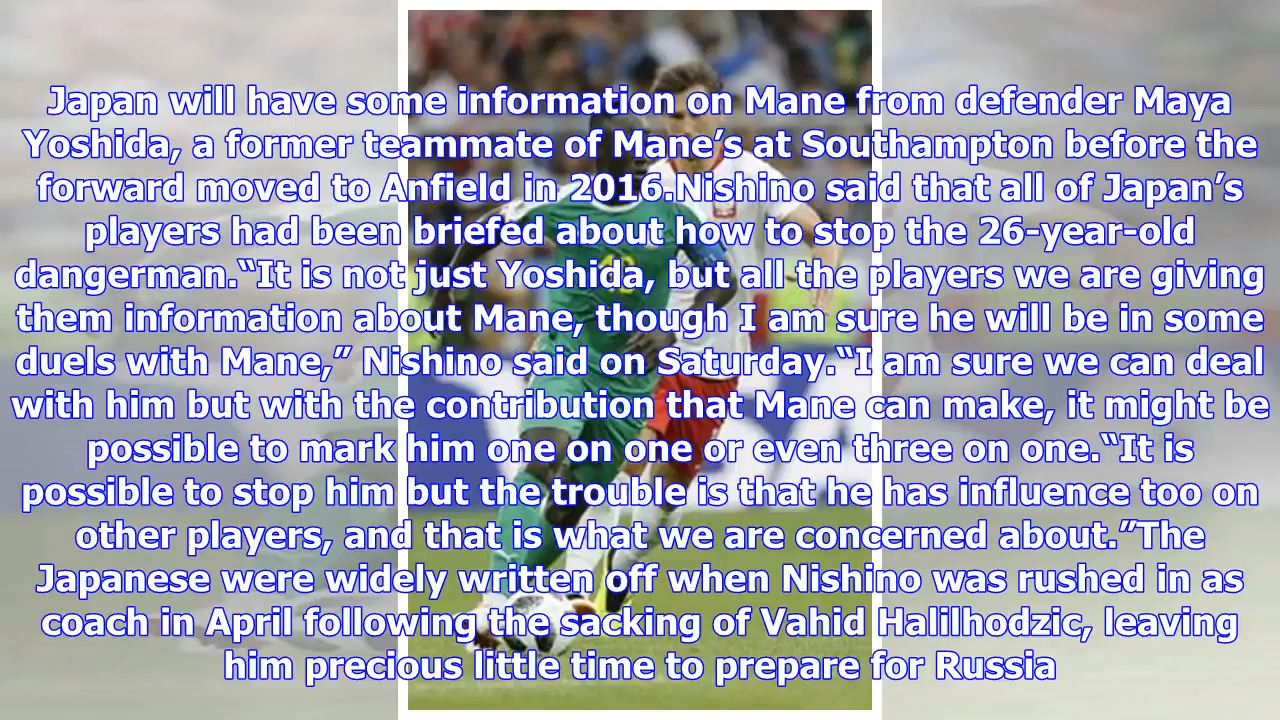 Japan will have some information on Mane from defender Maya
Yoshida, a former teammate of Mane’s at Southampton before the
forward moved to Anfield in 2016.Nishino said that all of Japan’s
players had been briefed about how to stop the 26-year-old
dangerman.“It is not just Yoshida, but all the players we are giving
them information about Mane, though I am sure he will be in some
duels with Mane,” Nishino said on Saturday.“I am sure we can deal
with him but with the contribution that Mane can make, it might be
possible to mark him one on one or even three on one.“It is
possible to stop him but the trouble is that he has influence too on
other players, and that is what we are concerned about.”The
Japanese were widely written off when Nishino was rushed in as
coach in April following the sacking of Vahid Halilhodzic, leaving
him precious little time to prepare for Russia